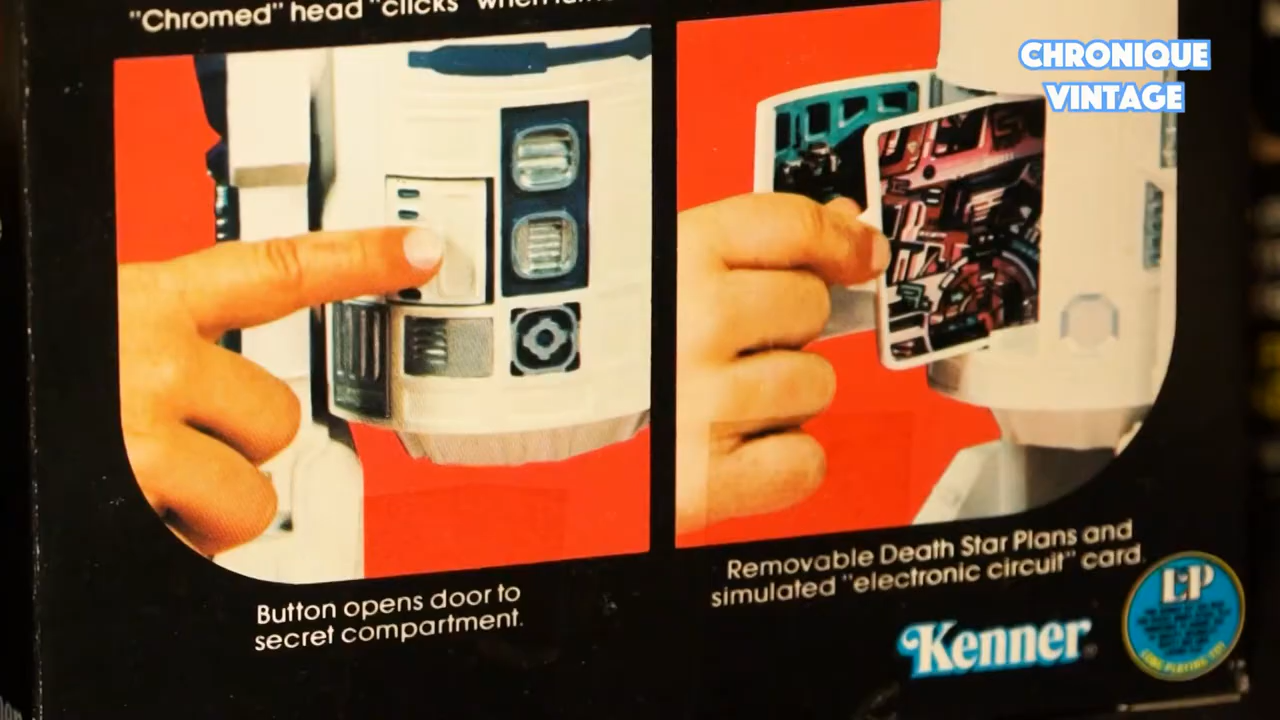 "Chromed" head "clicks" when
CHRONIQUE
VINTAGE
Button opens door to
secret compartment.
Removable Death Star Plans and
simulated "electronic circuit" card.
Kenner
LP